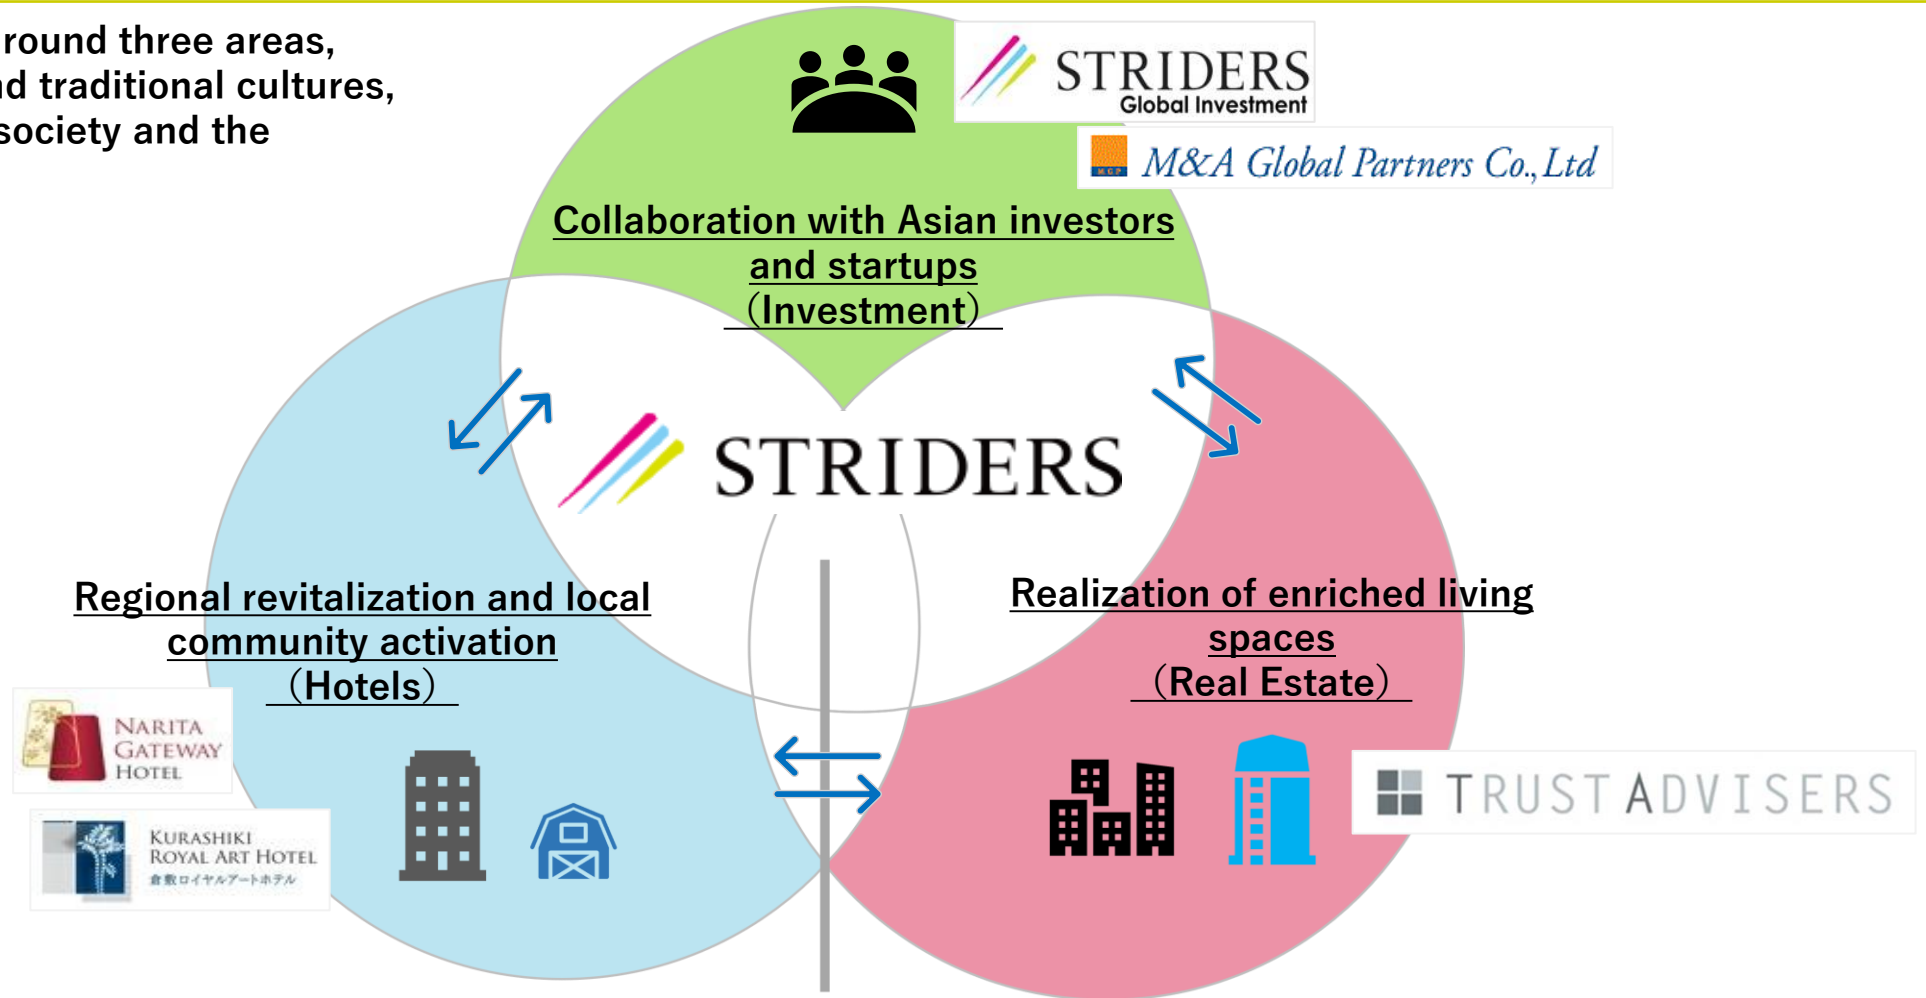 round three areas,
nd traditional cultures,
society and the
STRIDERS
Global Investment
MGP
M&A Global Partners Co., Ltd
Collaboration with Asian investors
and startups
（Investment）
STRIDERS
Regional revitalization and local
community activation
（Hotels）
Realization of enriched living
spaces
（Real Estate）
NARITA
GATEWAY
HOTEL
KURASHIKI
ROYAL ART HOTEL
倉敷ロイヤルアートホテル
TRUST ADVISERS